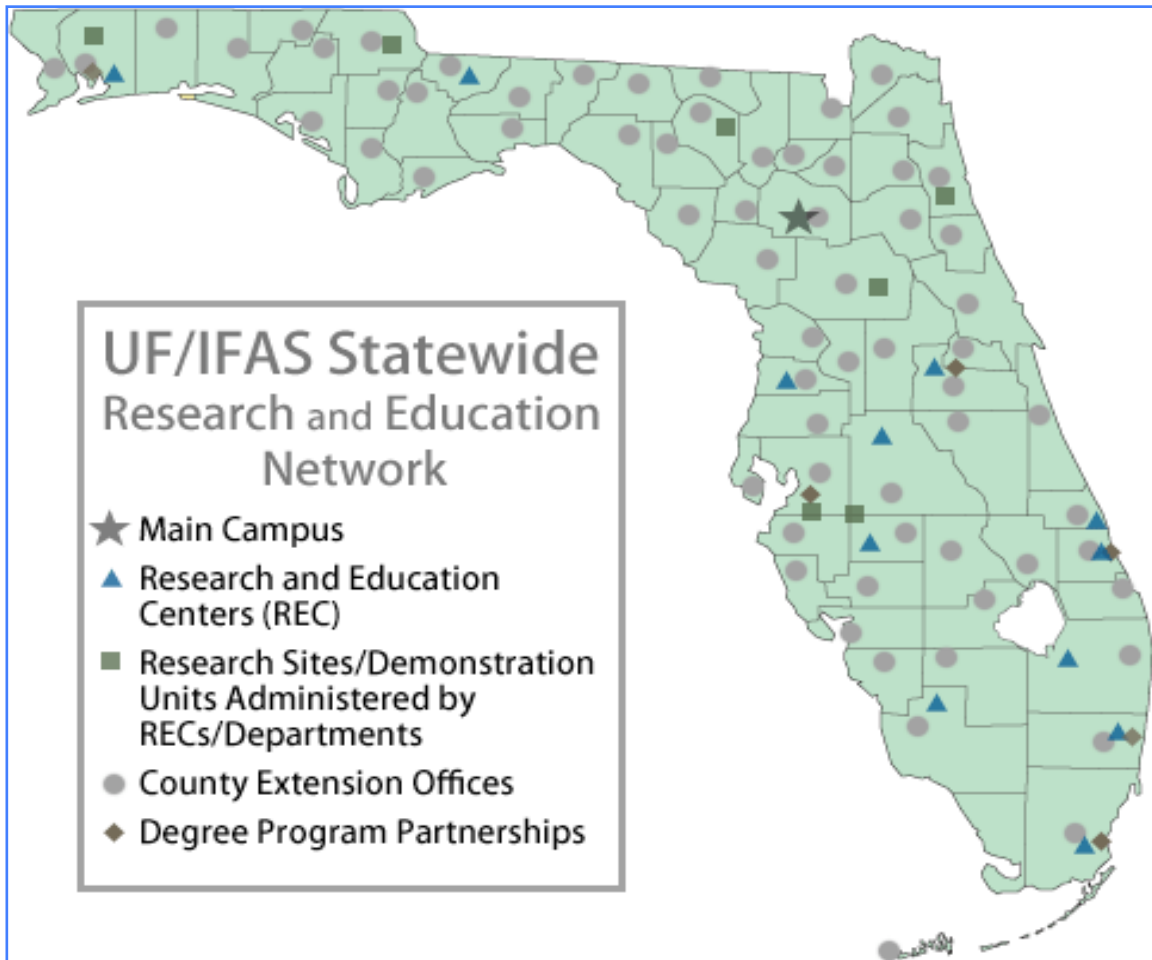 UF/IFAS Statewide
Research and Education
Network
Main Campus
Research and Education
Centers (REC)
Research Sites/Demonstration
Units Administered by
RECs/Departments
County Extension Offices
Degree Program Partnerships